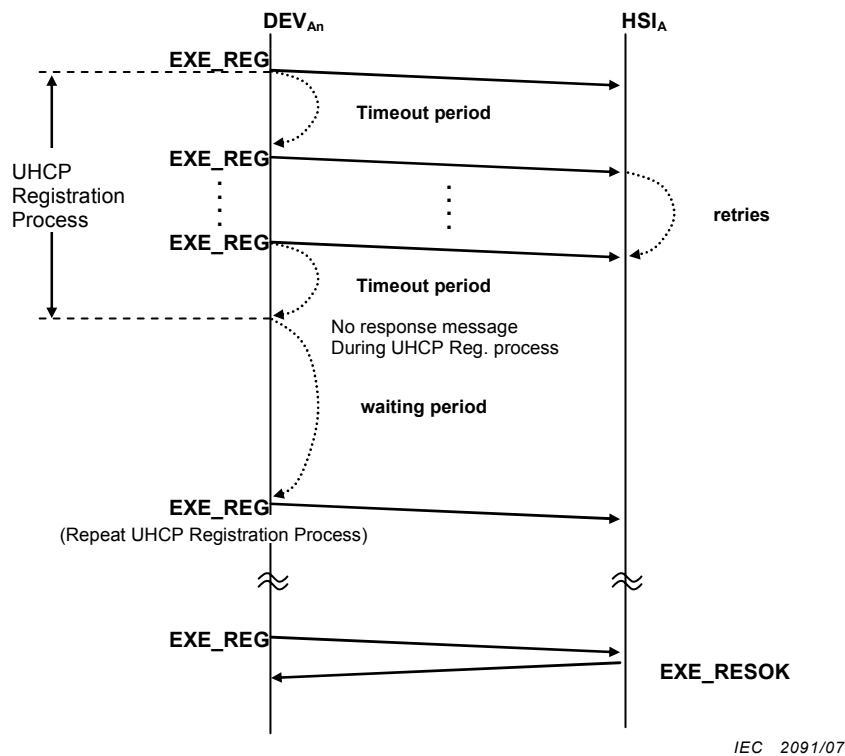 DEVAn
HSIA
EXE_REG
Timeout period
EXE_REG
UHCP
Registration
Process
retries
EXE_REG
Timeout period
No response message
During UHCP Reg. process
waiting period
EXE_REG
(Repeat UHCP Registration Process)
EXE_REG
EXE_RESOK
IEC 2091/07